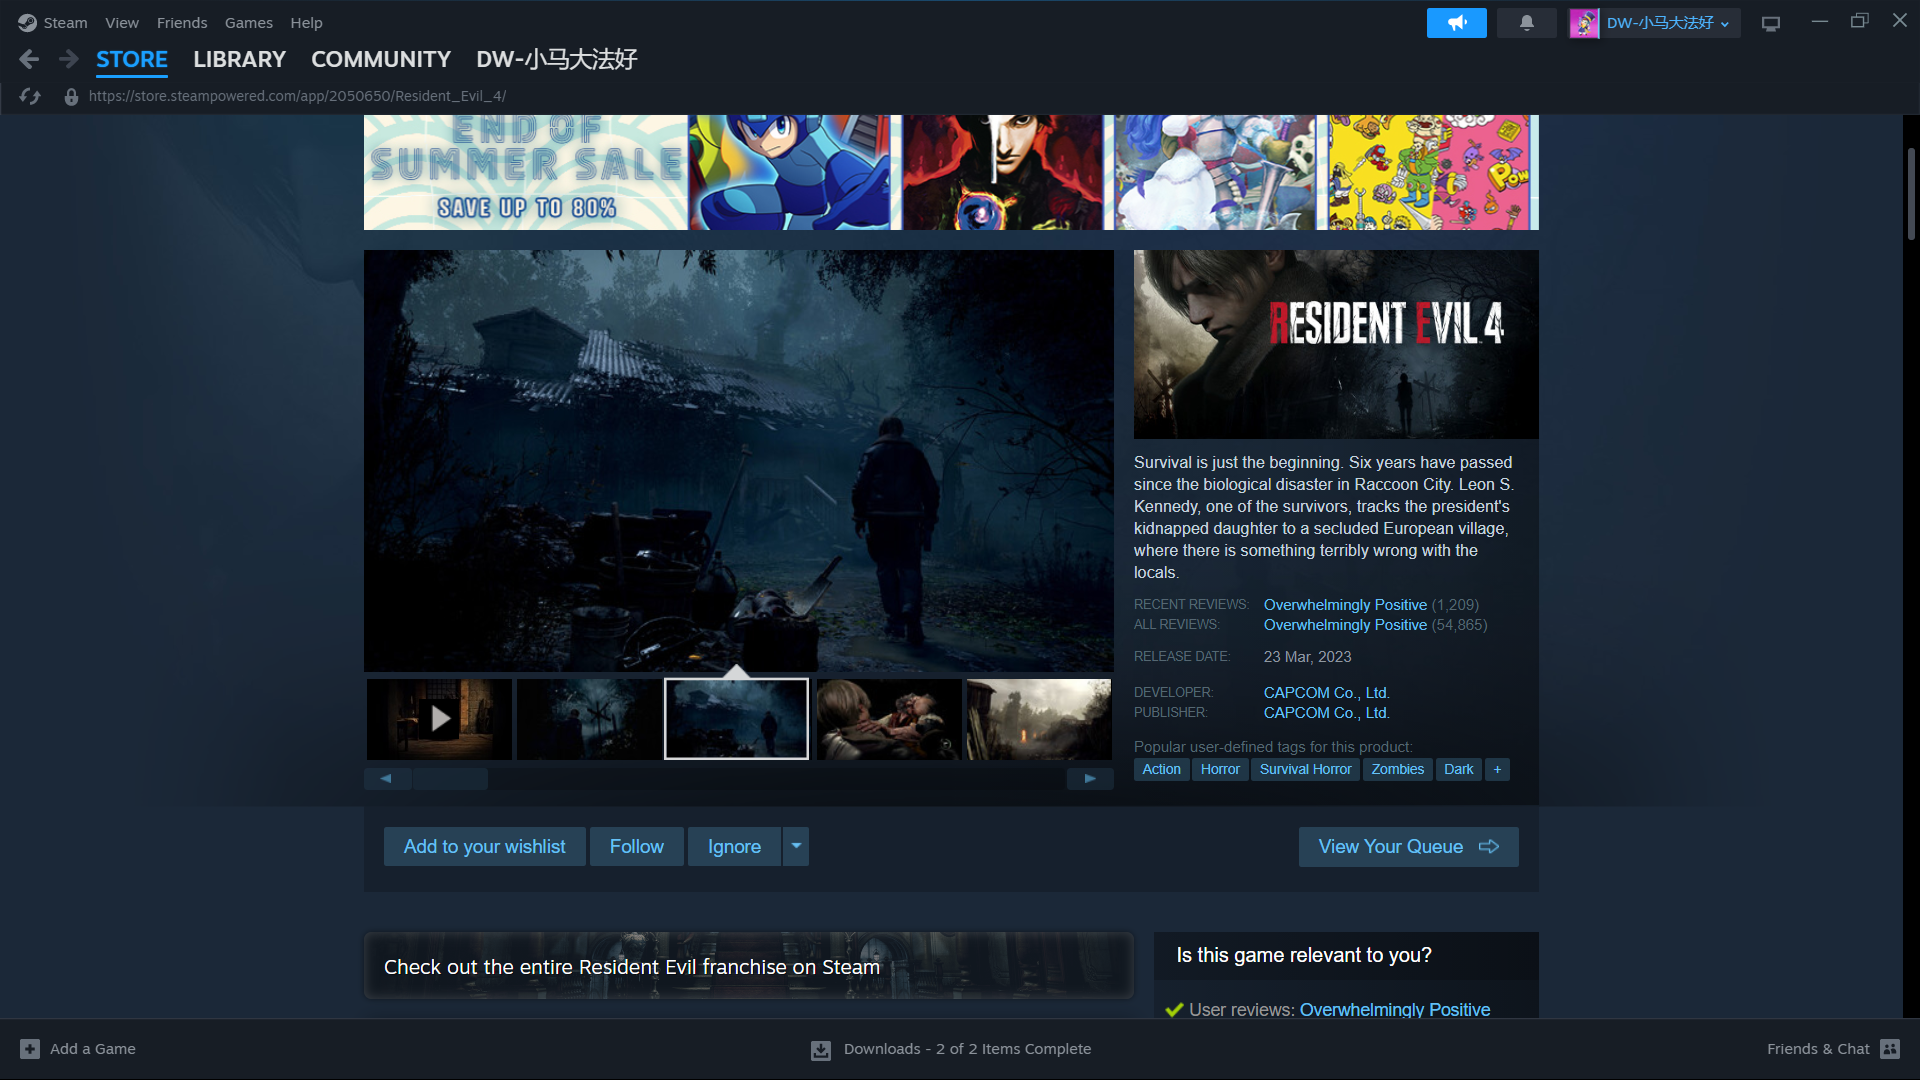 Steam View Friends Games Help
DW-小马大法好
STORE LIBRARY COMMUNITY DW-小马大法好
https://store.steampowered.com/app/2050650/Resident_Evil_4/
END OF
SUMMER SALE
SAVE UP TO 80%
POW
RESIDENT EVIL 4
Survival is just the beginning. Six years have passed
since the biological disaster in Raccoon City. Leon S.
Kennedy, one of the survivors, tracks the president's
kidnapped daughter to a secluded European village,
where there is something terribly wrong with the
locals.
RECENT REVIEWS: Overwhelmingly Positive (1,209)
ALL REVIEWS: Overwhelmingly Positive (54,865)
RELEASE DATE: 23 Mar, 2023
DEVELOPER: CAPCOM Co., Ltd.
PUBLISHER: CAPCOM Co., Ltd.
Popular user-defined tags for this product:
Action Horror Survival Horror Zombies Dark +
Add to your wishlist Follow Ignore
View Your Queue
Check out the entire Resident Evil franchise on Steam
Is this game relevant to you?
User reviews: Overwhelmingly Positive
Add a Game
Downloads - 2 of 2 Items Complete
Friends & Chat